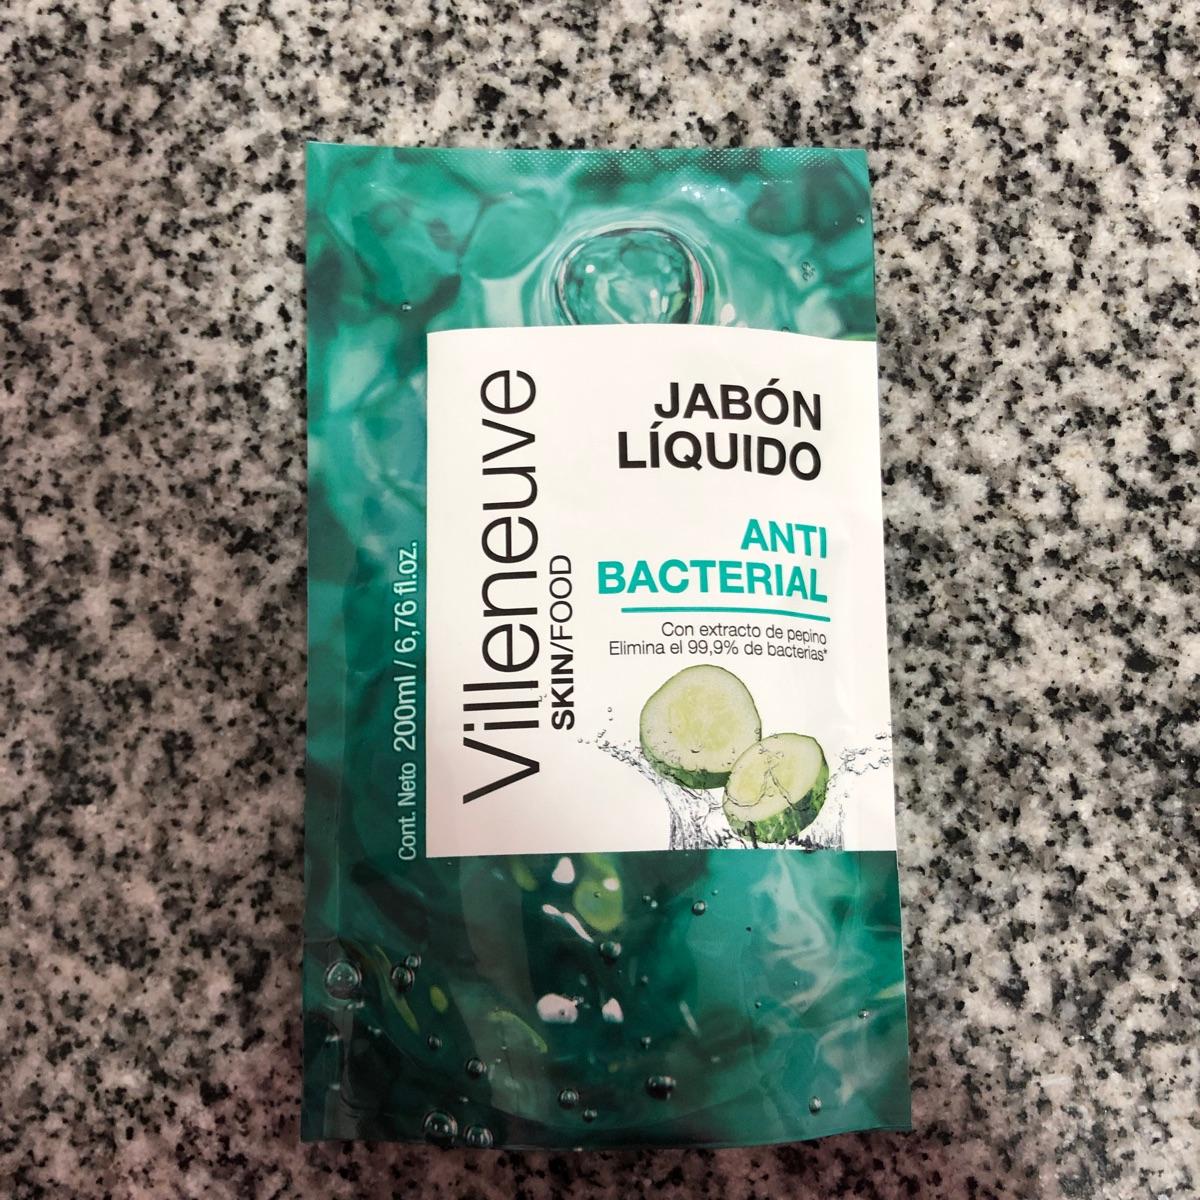 JABÓN
LÍQUIDO
ANTI
BACTERIAL
Con extracto de pepino
Elimina el 99,9% de bacterias*
Villeneuve
SKIN/FOOD
Cont. Neto 200ml / 6,76 fl.oz.